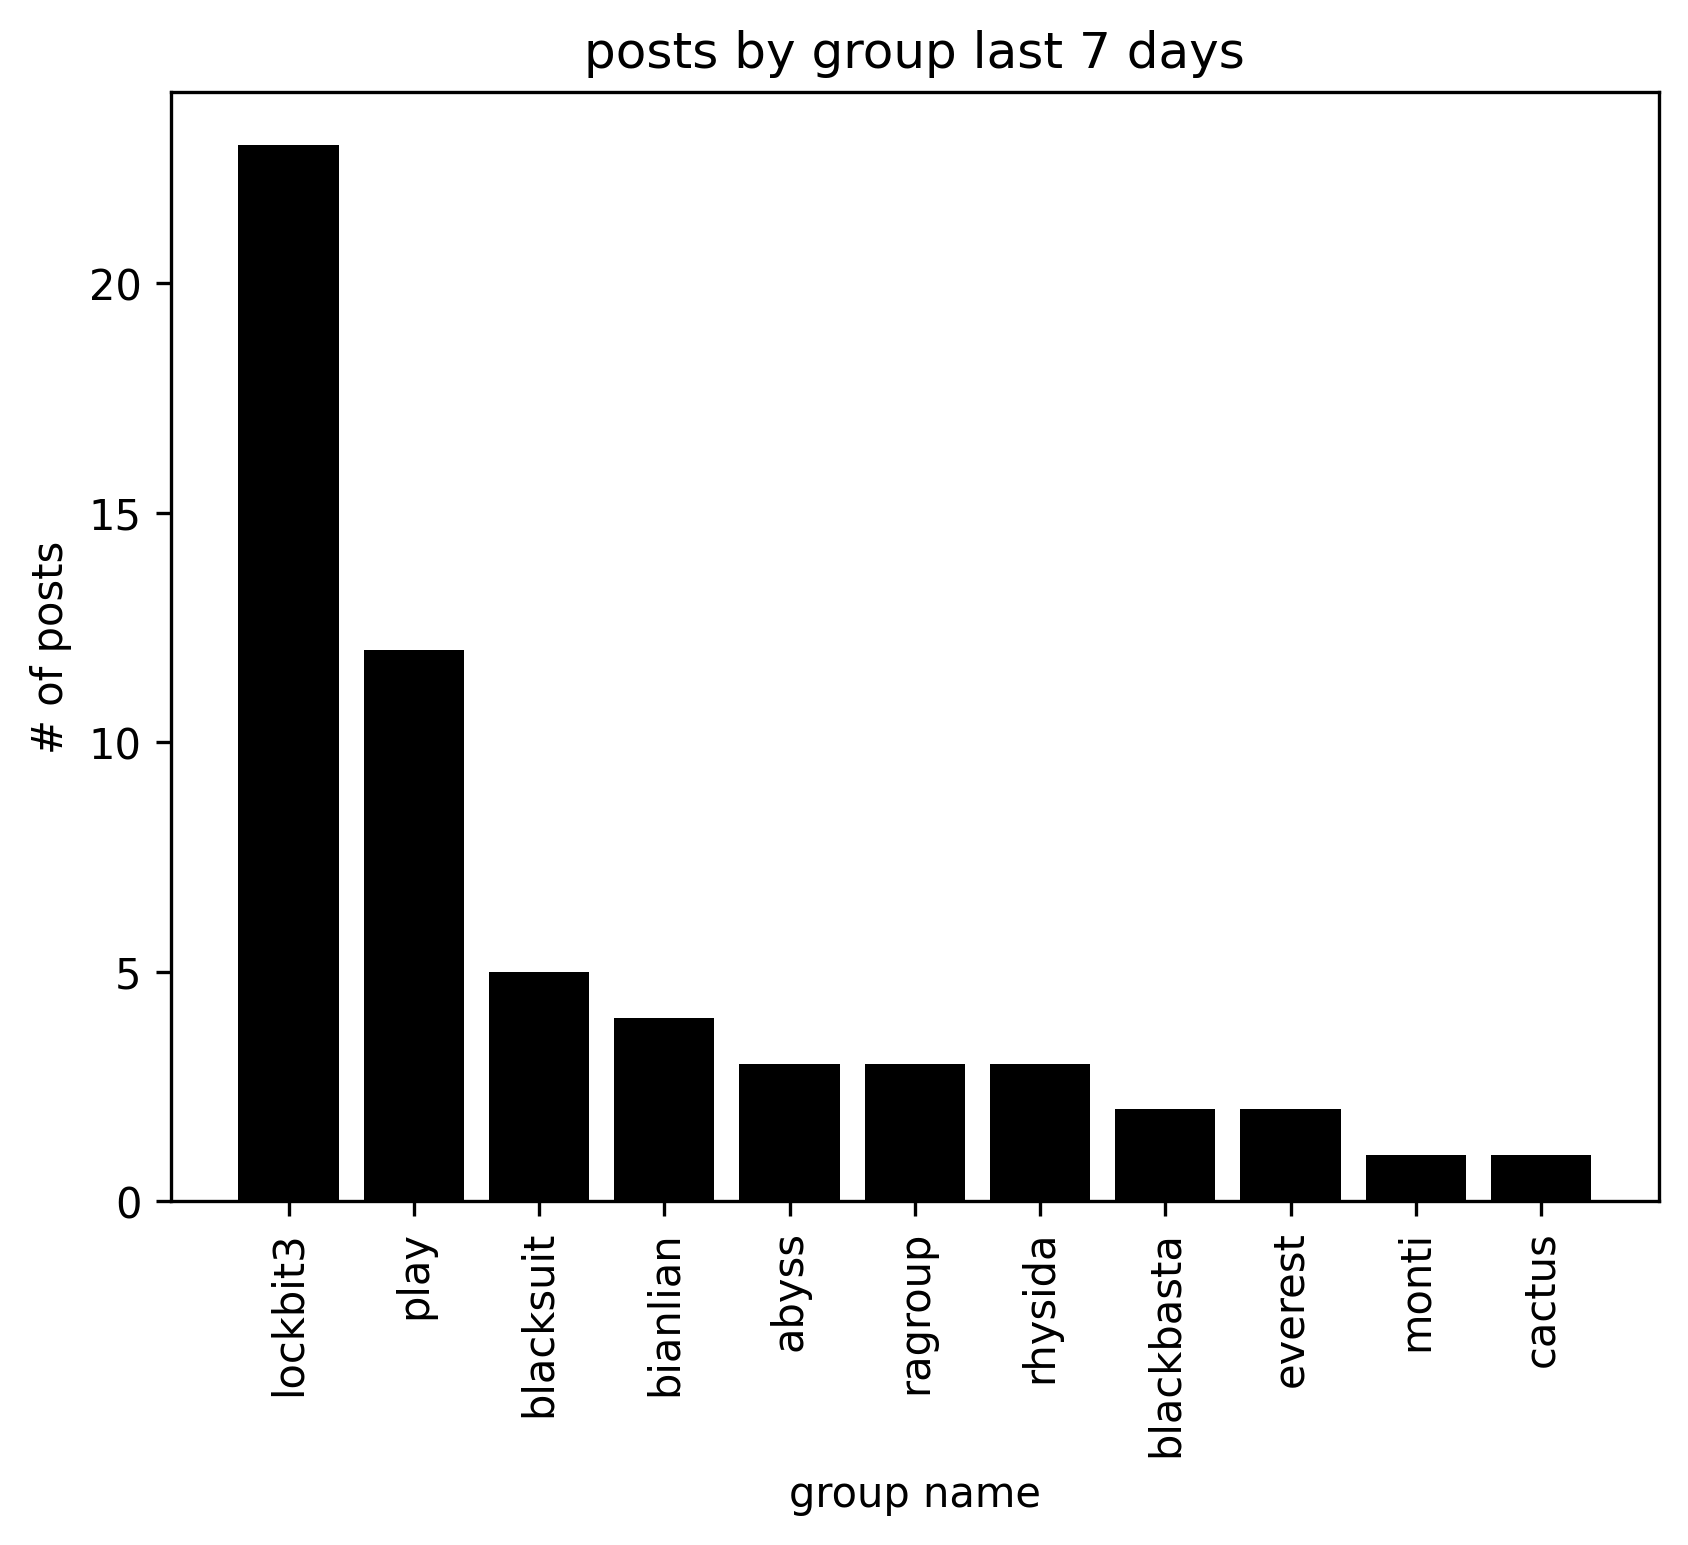 posts by group last 7 days
# of posts
20
15
10
5
0
lockbit3
play
blacksuit
bianlian
abyss
ragroup
rhysida
blackbasta
everest
monti
cactus
group name